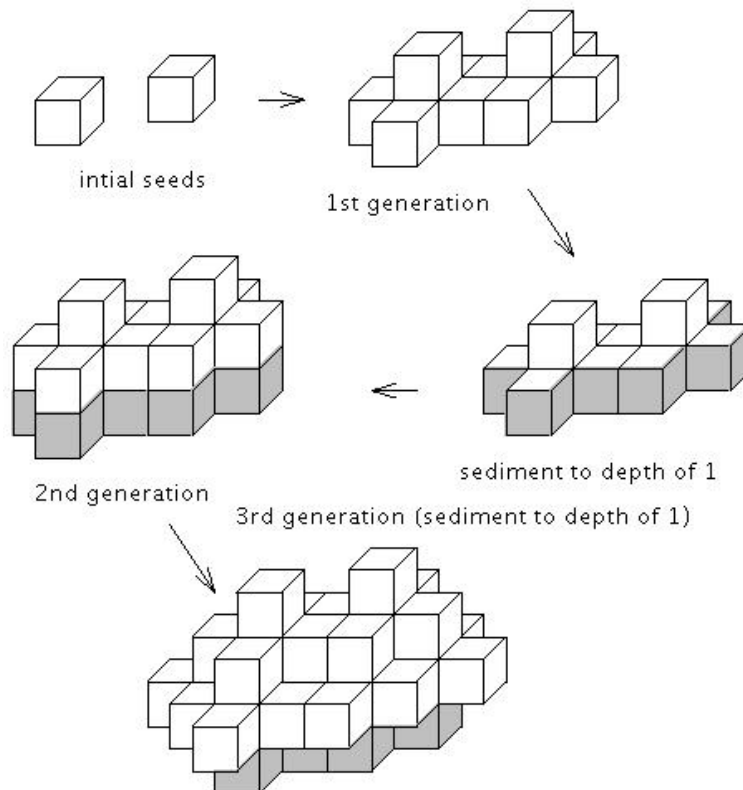 intial seeds
1st generation
sediment to depth of 1
2nd generation
3rd generation (sediment to depth of 1)